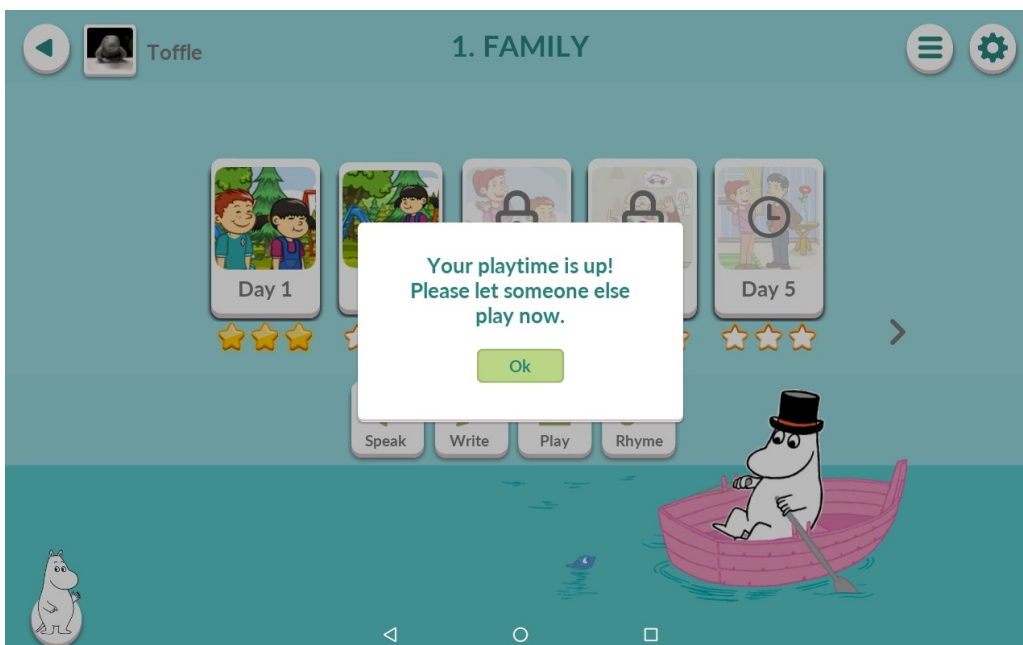 Toffle
1. FAMILY
Day 1
Day 5
Your playtime is up!
Please let someone else
play now.
Ok
Speak
Write
Play
Rhyme